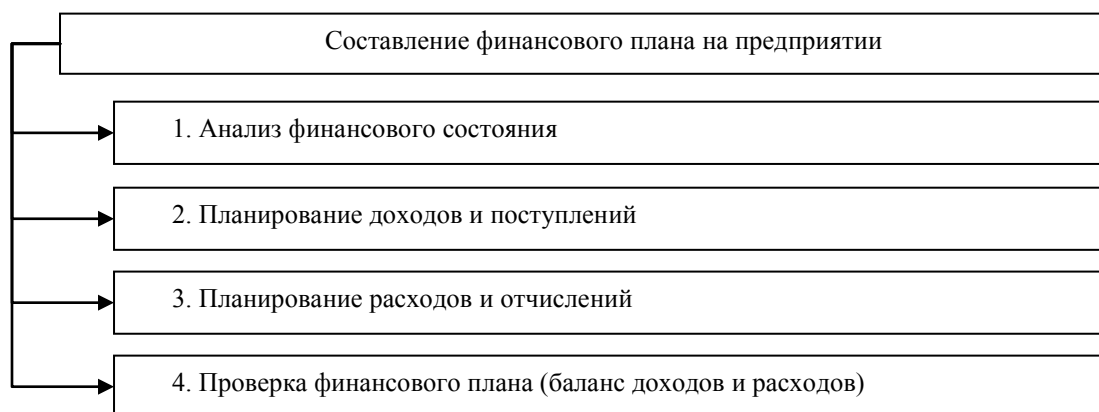 Составление финансового плана на предприятии
1. Анализ финансового состояния
2. Планирование доходов и поступлений
3. Планирование расходов и отчислений
4. Проверка финансового плана (баланс доходов и расходов)